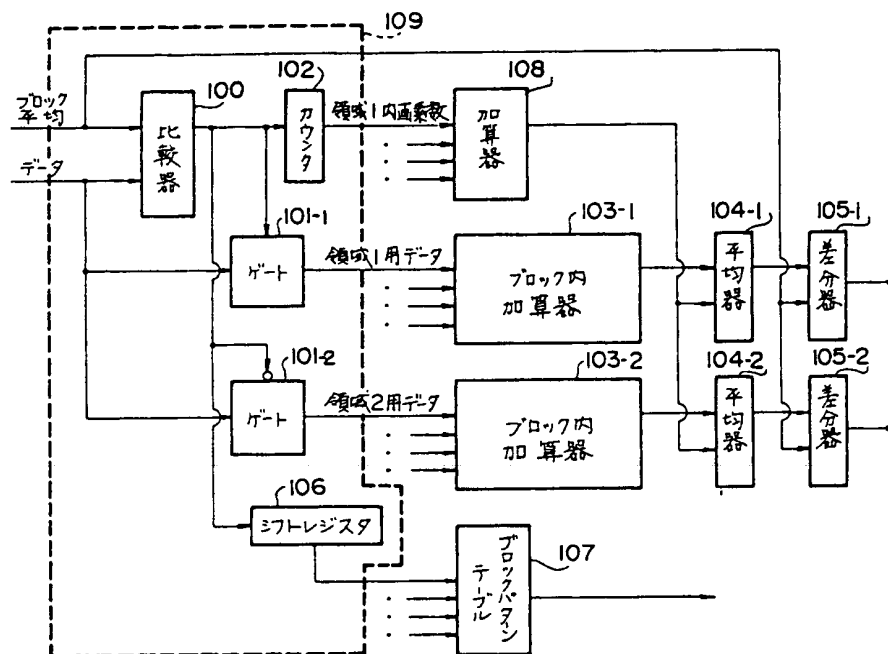 109
100
102
108
ブロック
平均
比較器
カウンタ
領域1内画系数
加算器
データ
101-1
103-1
104-1
105-1
ゲート
領域1用データ
ブロック内
加算器
平均器
差分器
101-2
103-2
104-2
105-2
ゲート
領域2用データ
ブロック内
加算器
平均器
差分器
106
シフトレジスタ
107
ブロックパターン
テーブル